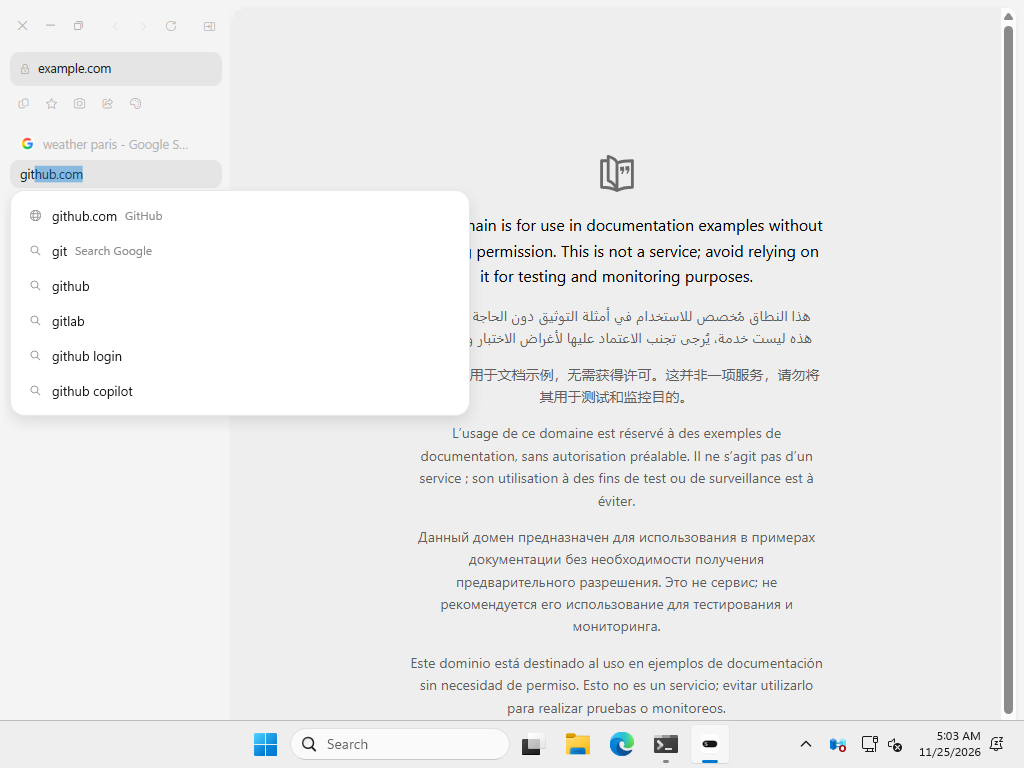 example.com
weather paris - Google S...
github.com
github.com GitHub
git Search Google
github
gitlab
github login
github copilot
main is for use in documentation examples without
permission. This is not a service; avoid relying on
it for testing and monitoring purposes.
هذا النطاق مُخصص للاستخدام في أمثلة التوثيق دون الحاجة
هذه ليست خدمة، يُرجى تجنب الاعتماد عليها لأغراض الاختبار و
用于文档示例，无需获得许可。这并非一项服务，请勿将
其用于测试和监控目的。
L’usage de ce domaine est réservé à des exemples de
documentation, sans autorisation préalable. Il ne s’agit pas d’un
service ; son utilisation à des fins de test ou de surveillance est à
éviter.
Данный домен предназначен для использования в примерах
документации без необходимости получения
предварительного разрешения. Это не сервис; не
рекомендуется его использование для тестирования и
мониторинга.
Este dominio está destinado al uso en ejemplos de documentación
sin necesidad de permiso. Esto no es un servicio; evitar utilizarlo
para realizar pruebas o monitoreos.
Search
5:03 AM
11/25/2026